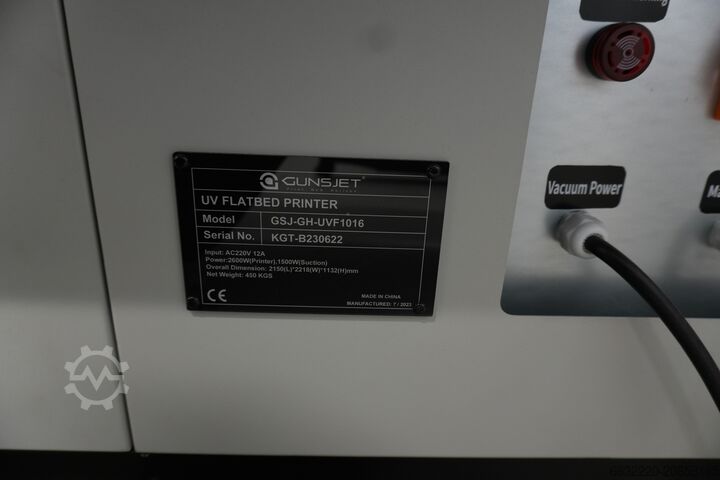 GUNSJET
UV FLATBED PRINTER
Model GSJ-GH-UVF1016
Serial No. KGT-B230622
Input: AC220V 12A
Power:2600W(Printer),1500W(Suction)
Overall Dimension: 2150(L)*2218(W)*1132(H)mm
Net Weight: 450 KGS
CE
MADE IN CHINA
MANUFACTURED: 7 / 2023
Vacuum Power